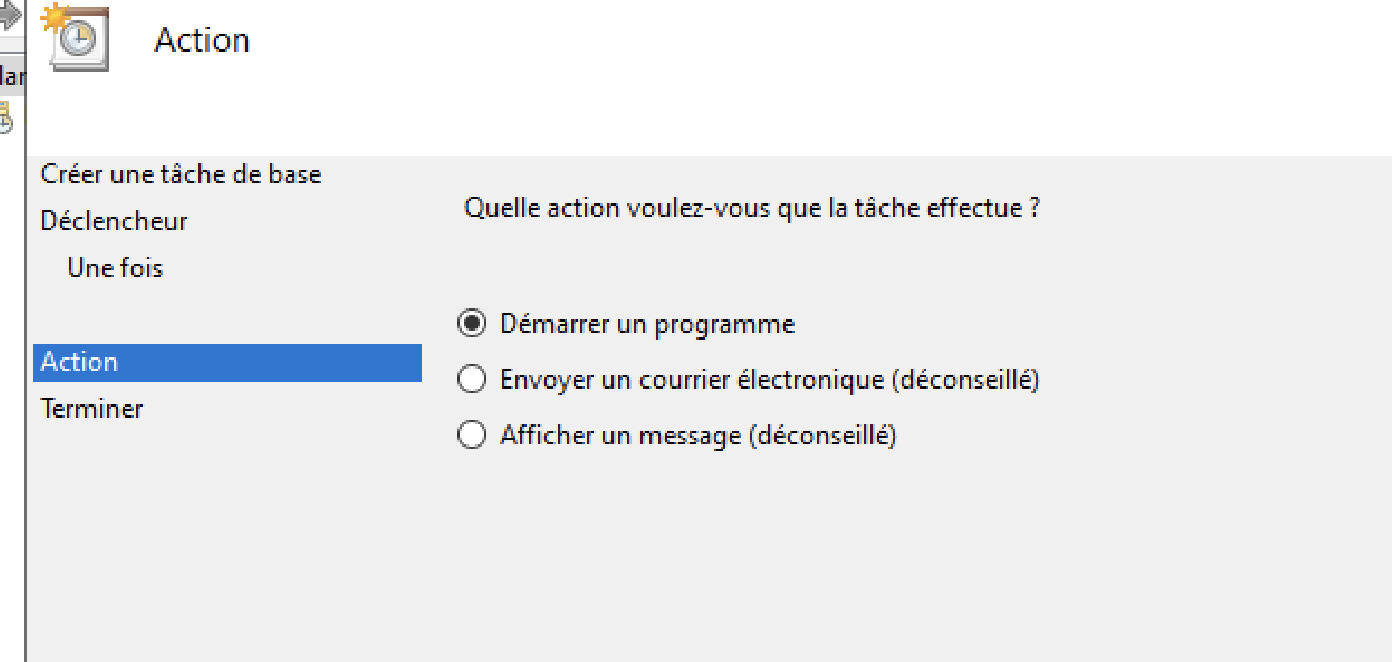 Action
Créer une tâche de base
Déclencheur
Une fois
Action
Terminer
Quelle action voulez-vous que la tâche effectue ?
Démarrer un programme
Envoyer un courrier électronique (déconseillé)
Afficher un message (déconseillé)